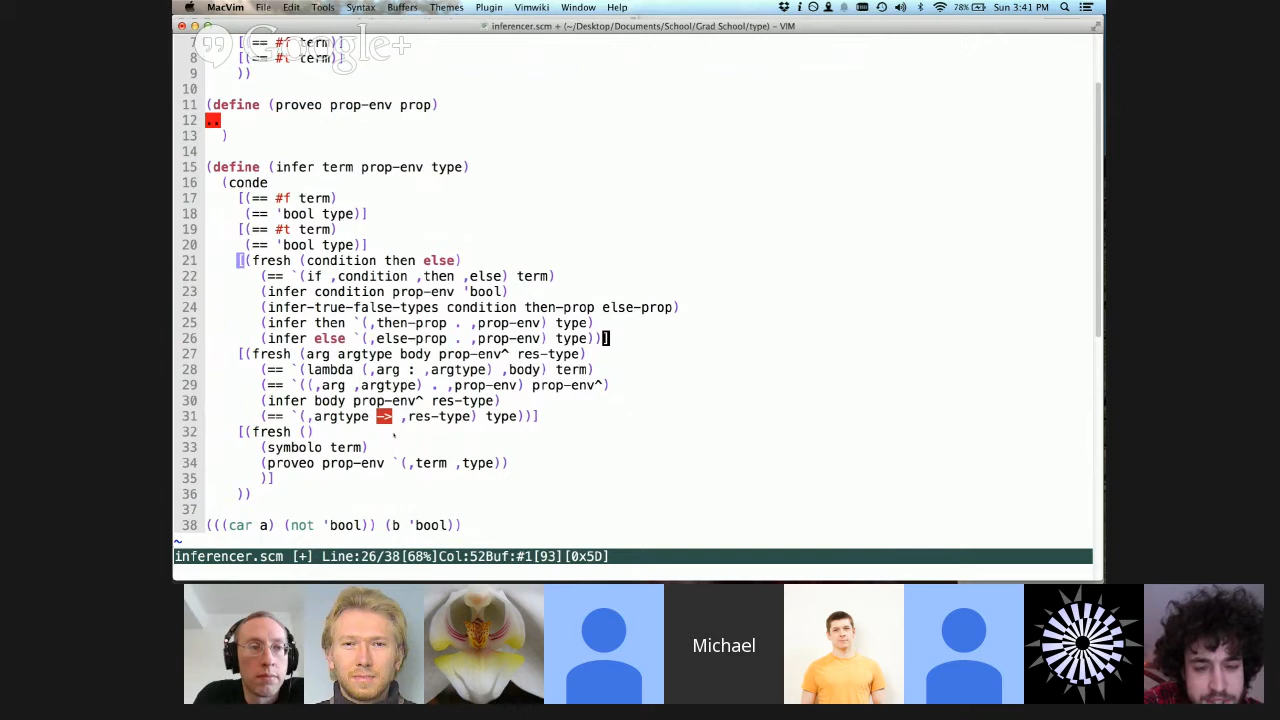 MacVim File Edit Tools Syntax Buffers Themes Plugin Vimwiki Window Help 78% Sun 3:41 PM
inferencer.scm + (~/Desktop/Documents/School/Grad School/type) – VIM
Google+
7 [(== #f term)]
8 [(== #t term)]
9 ))
10
11 (define (proveo prop-env prop)
12 ..
13 )
14
15 (define (infer term prop-env type)
16 (conde
17 [(== #f term)
18 (== 'bool type)]
19 [(== #t term)
20 (== 'bool type)]
21 [(fresh (condition then else)
22 (== `(if ,condition ,then ,else) term)
23 (infer condition prop-env 'bool)
24 (infer-true-false-types condition then-prop else-prop)
25 (infer then `(,then-prop . ,prop-env) type)
26 (infer else `(,else-prop . ,prop-env) type))]
27 [(fresh (arg argtype body prop-env^ res-type)
28 (== `(lambda (,arg : ,argtype) ,body) term)
29 (== `((,arg ,argtype) . ,prop-env) prop-env^)
30 (infer body prop-env^ res-type)
31 (== `(,argtype -> ,res-type) type))]
32 [(fresh ()
33 (symbolo term)
34 (proveo prop-env `(,term ,type))
35 )]
36 ))
37
38 (((car a) (not 'bool)) (b 'bool))
~
inferencer.scm [+] Line:26/38[68%]Col:52Buf:#1[93][0x5D]
Michael